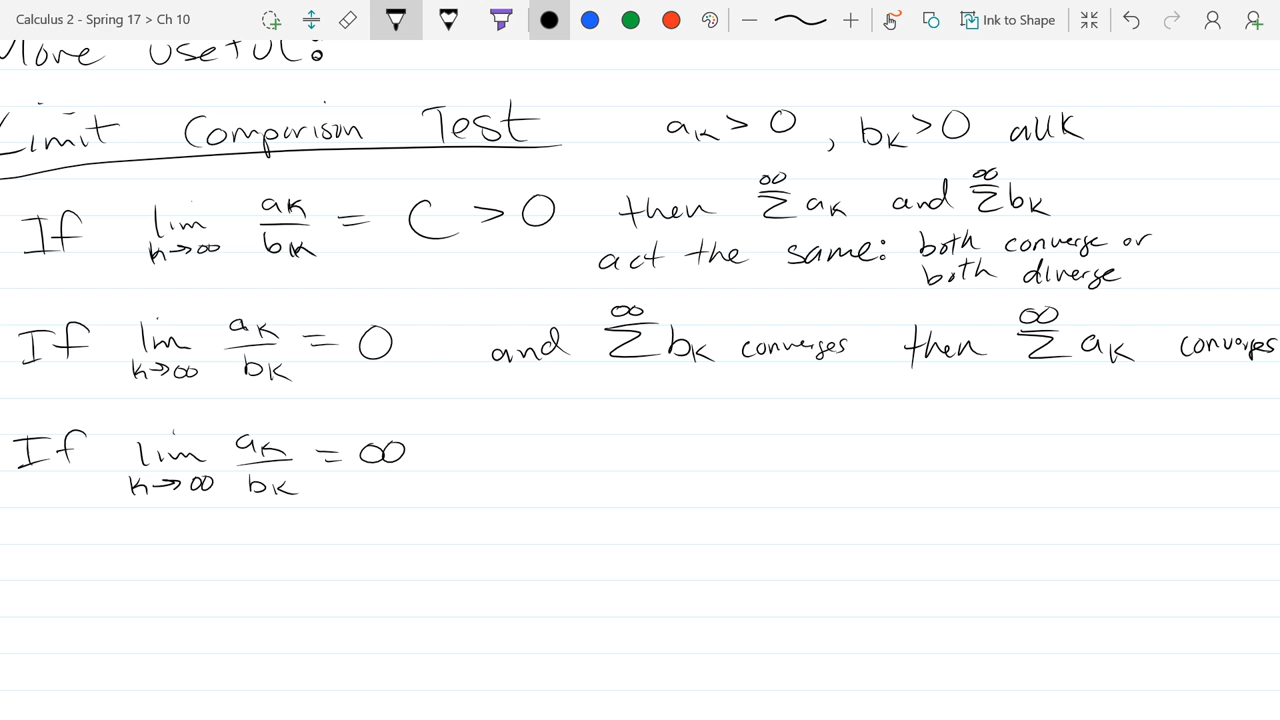 Calculus 2 - Spring 17 > Ch 10
Ink to Shape
More useful:
Limit Comparison Test aₖ > 0 , bₖ > 0 all k
If lim k→∞ aₖ/bₖ = C > 0 then ∞ Σ aₖ and ∞ Σ bₖ
act the same: both converge or
both diverge
If lim k→∞ aₖ/bₖ = 0 and ∞ Σ bₖ converges then ∞ Σ aₖ converges
If lim k→∞ aₖ/bₖ = ∞